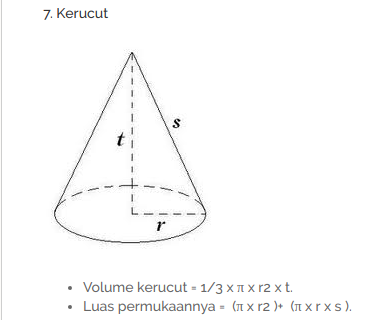 7. Kerucut
s
t
r
• Volume kerucut = 1/3 x π x r2 x t.
• Luas permukaannya = (π x r2 )+ (π x r x s ).